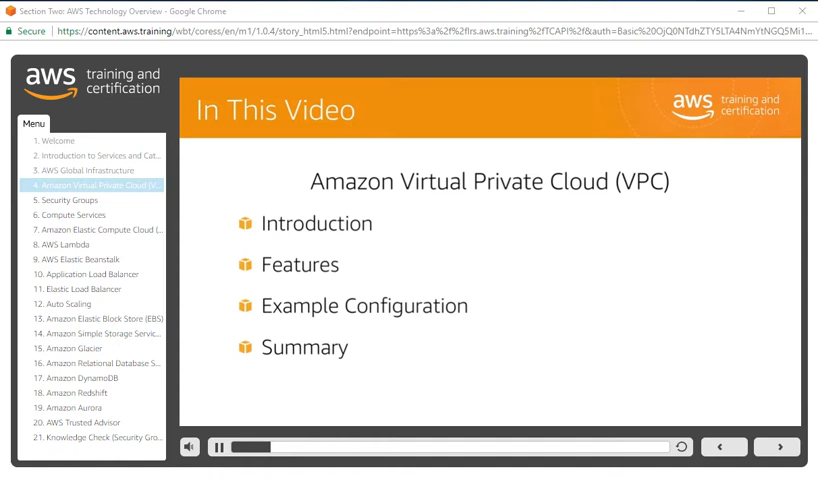 Section Two: AWS Technology Overview - Google Chrome
Secure https://content.aws.training/wbt/coress/en/m1/1.0.4/story_html5.html?endpoint=https%3a%2f%2flrs.aws.training%2fTCAPI%2f&auth=Basic%20OjQ0NTdhZTY5LTA4NmYtNGQ5Mi1...
aws training and
certification
Menu
1. Welcome
2. Introduction to Services and Cat...
3. AWS Global Infrastructure
4. Amazon Virtual Private Cloud (V...
5. Security Groups
6. Compute Services
7. Amazon Elastic Compute Cloud (...
8. AWS Lambda
9. AWS Elastic Beanstalk
10. Application Load Balancer
11. Elastic Load Balancer
12. Auto Scaling
13. Amazon Elastic Block Store (EBS)
14. Amazon Simple Storage Servic...
15. Amazon Glacier
16. Amazon Relational Database S...
17. Amazon DynamoDB
18. Amazon Redshift
19. Amazon Aurora
20. AWS Trusted Advisor
21. Knowledge Check (Security Gro...
In This Video
aws training and
certification
Amazon Virtual Private Cloud (VPC)
Introduction
Features
Example Configuration
Summary